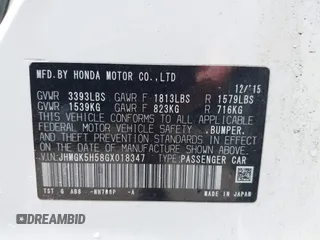 MFD.BY HONDA MOTOR CO.,LTD 12/15
GVWR 3393LBS GAWR F 1813LBS R 1579LBS
GVWR 1539KG GAWR F 823KG R 716KG
THIS VEHICLE CONFORMS TO ALL APPLICABLE
FEDERAL MOTOR VEHICLE SAFETY, BUMPER,
AND THEFT PREVENTION STANDARDS IN EFFECT
ON THE DATE OF MANUFACTURE SHOWN ABOVE.
V.I.N: JHMGK5H58GX018347 TYPE: PASSENGER CAR
TST G ABB -A MADE IN JAPAN
DREAMBID